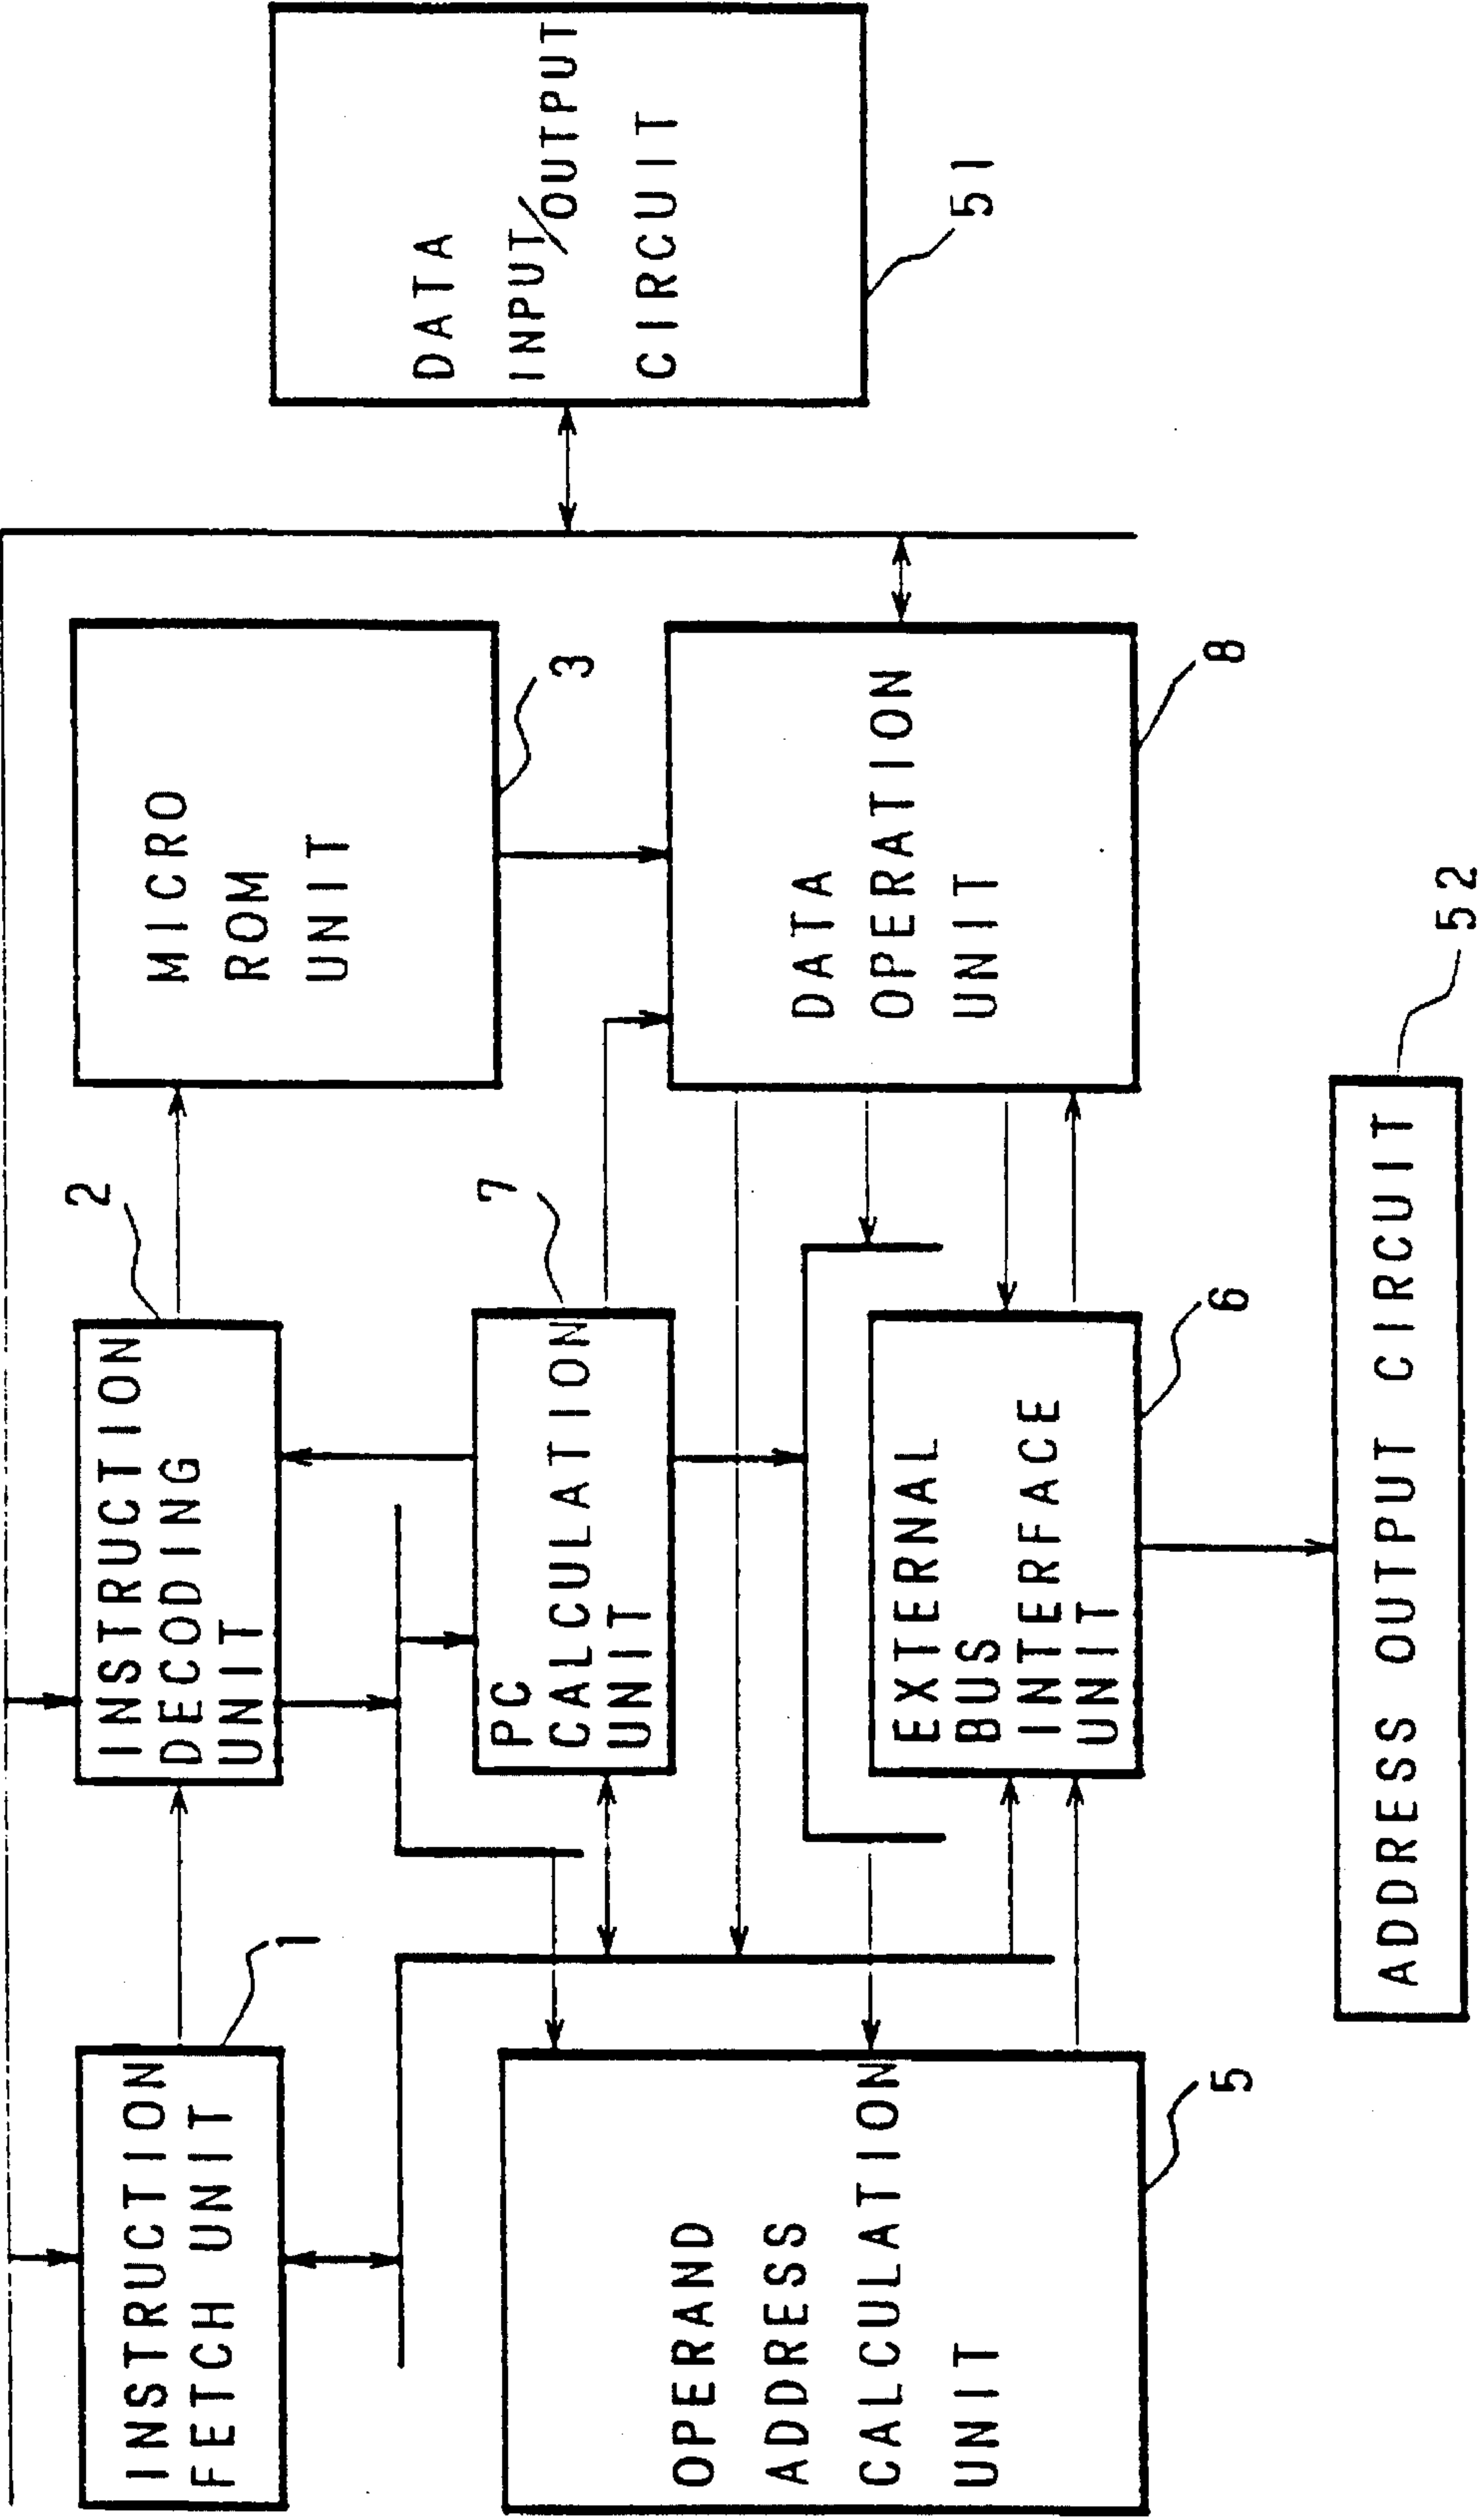 INSTRUCTION
FETCH UNIT
1
INSTRUCTION
DECODING
UNIT
2
MICRO
ROM
UNIT
3
DATA
INPUT/OUTPUT
CIRCUIT
51
OPERAND
ADDRESS
CALCULATION
UNIT
5
PC
CALCULATION
UNIT
7
EXTERNAL
BUS
INTERFACE
UNIT
6
DATA
OPERATION
UNIT
8
ADDRESS OUTPUT CIRCUIT
52